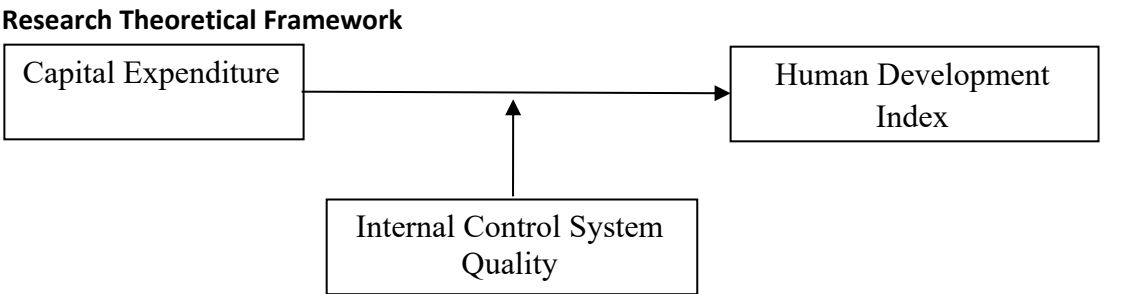 Research Theoretical Framework
Capital Expenditure
Human Development
Index
Internal Control System
Quality